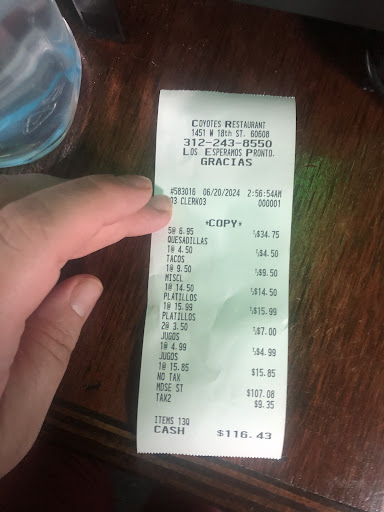 COYOTES RESTAURANT
1451 W 18th ST. 60608
312-243-8550
LOS ESPERAMOS PRONTO.
GRACIAS
#583016 06/20/2024 2:56:54AM
03 CLERK03 000001
*COPY*
5@ 6.95
QUESADILLAS $34.75
1@ 4.50
TACOS $4.50
1@ 9.50
MISCL $9.50
1@ 14.50
PLATILLOS $14.50
1@ 15.99
PLATILLOS $15.99
2@ 3.50
JUGOS $7.00
1@ 4.99
JUGOS $4.99
1@ 15.85
NO TAX $15.85
MDSE ST $107.08
TAX2 $9.35
ITEMS 13Q
CASH $116.43